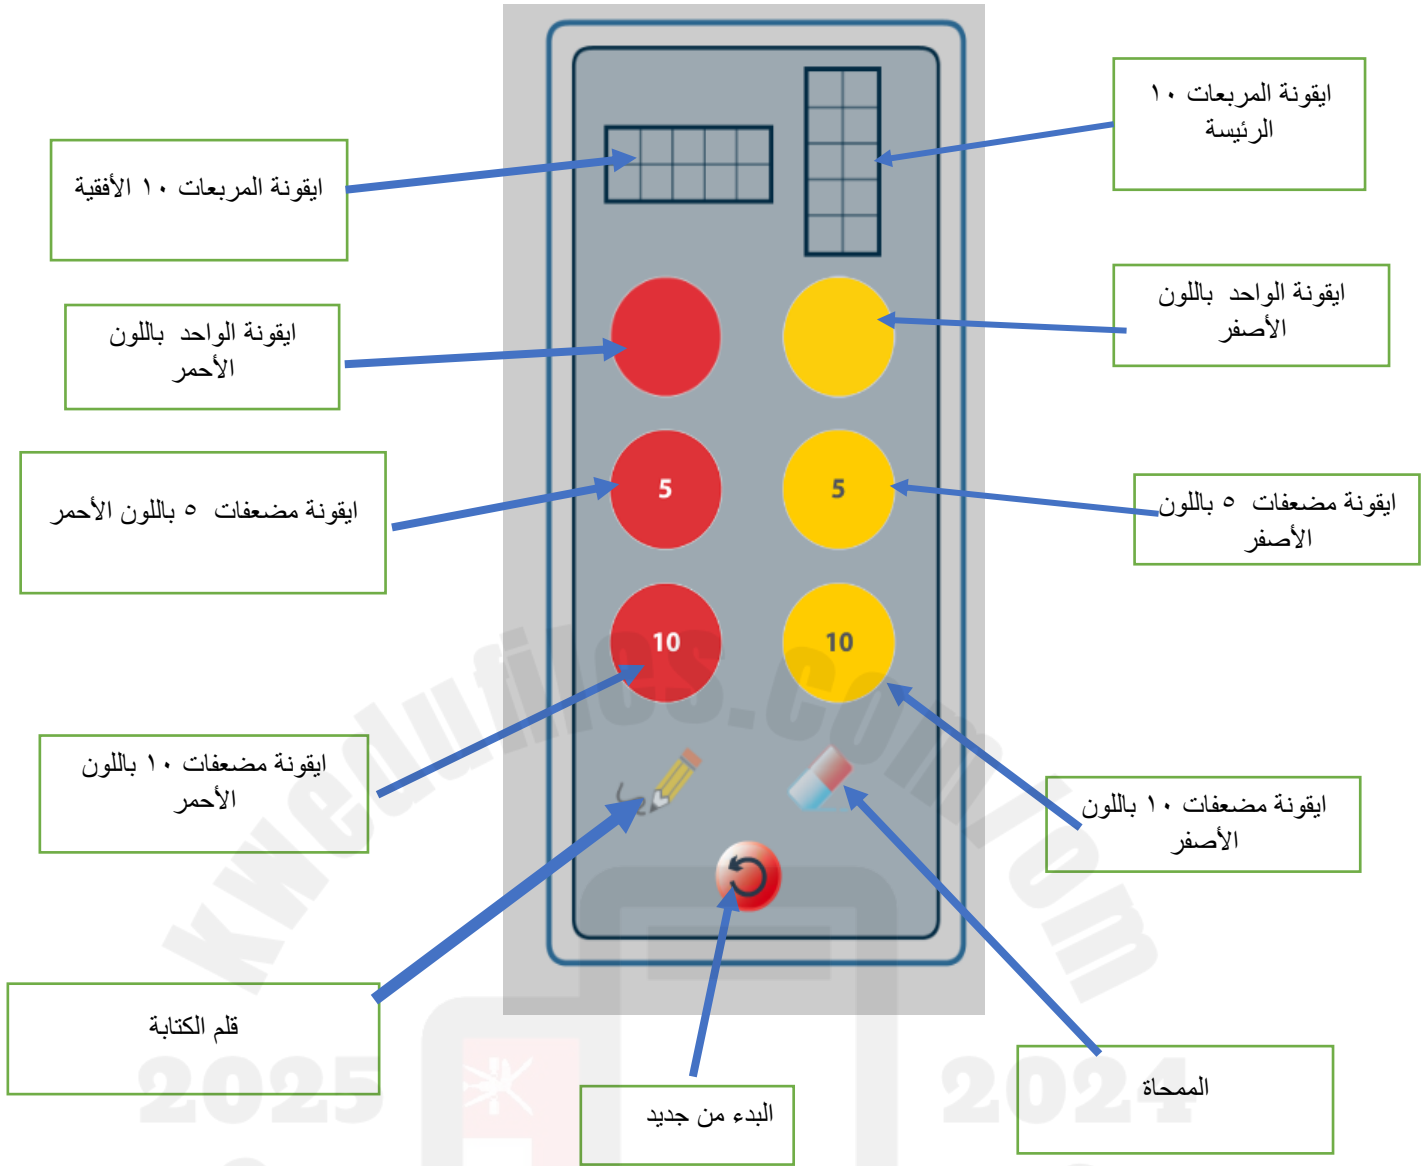 ايقونة المربعات ١٠
الرئيسة
ايقونة المربعات ١٠ الأفقية
ايقونة الواحد باللون
الأصفر
ايقونة الواحد باللون
الأحمر
5
5
ايقونة مضعفات ٥ باللون
الأصفر
ايقونة مضعفات ٥ باللون الأحمر
10
10
ايقونة مضعفات ١٠ باللون
الأحمر
ايقونة مضعفات ١٠ باللون
الأصفر
قلم الكتابة
الممحاة
البدء من جديد
kwedufiles.com/om
2025
2024